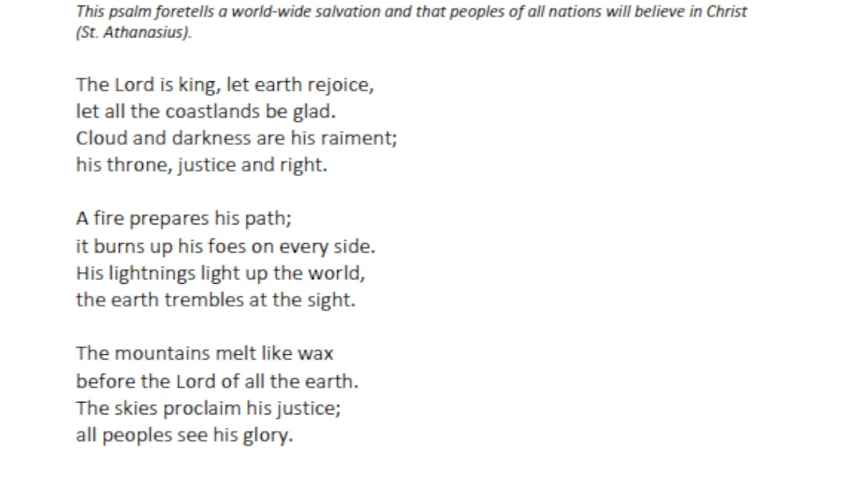 This psalm foretells a world-wide salvation and that peoples of all nations will believe in Christ
(St. Athanasius).
The Lord is king, let earth rejoice,
let all the coastlands be glad.
Cloud and darkness are his raiment;
his throne, justice and right.
A fire prepares his path;
it burns up his foes on every side.
His lightnings light up the world,
the earth trembles at the sight.
The mountains melt like wax
before the Lord of all the earth.
The skies proclaim his justice;
all peoples see his glory.